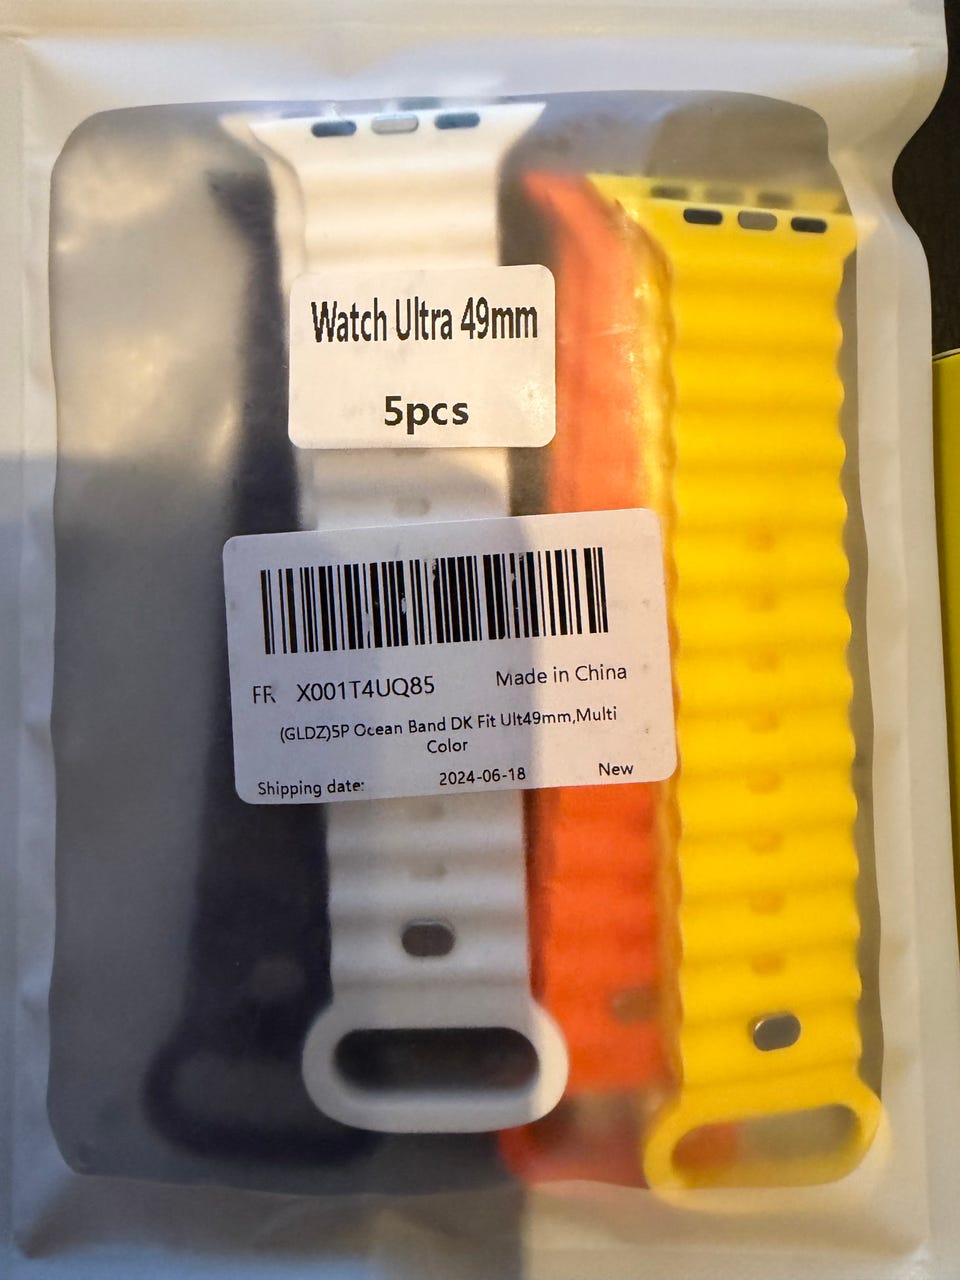 Watch Ultra 49mm
5pcs
FR X001T4UQ85 Made in China
(GLDZ)5P Ocean Band DK Fit Ult49mm,Multi
Color
Shipping date: 2024-06-18 New